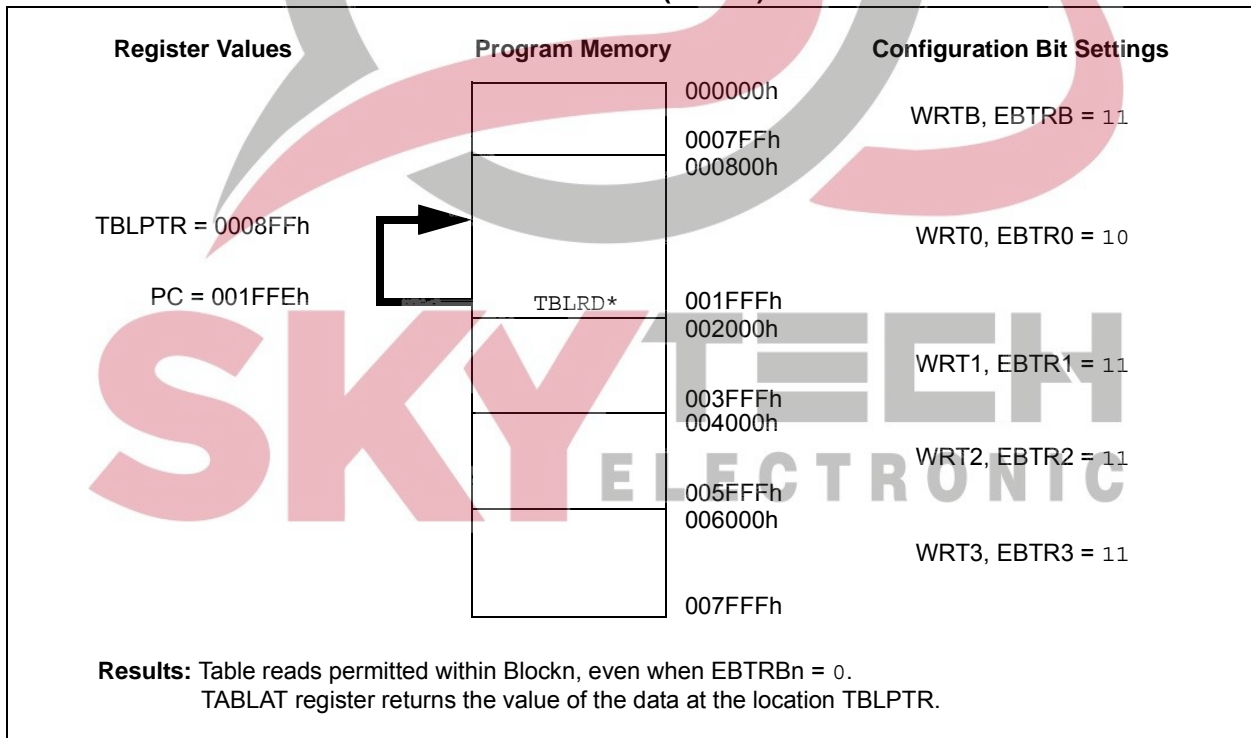 Register Values
Program Memory
Configuration Bit Settings
000000h
WRTB, EBTRB = 11
0007FFh
000800h
TBLPTR = 0008FFh
WRT0, EBTR0 = 10
PC = 001FFEh
TBLRD*
001FFFh
002000h
WRT1, EBTR1 = 11
003FFFh
004000h
WRT2, EBTR2 = 11
005FFFh
006000h
WRT3, EBTR3 = 11
007FFFh
Results: Table reads permitted within Blockn, even when EBTRBn = 0.
TABLAT register returns the value of the data at the location TBLPTR.
SKYTECH
ELECTRONIC